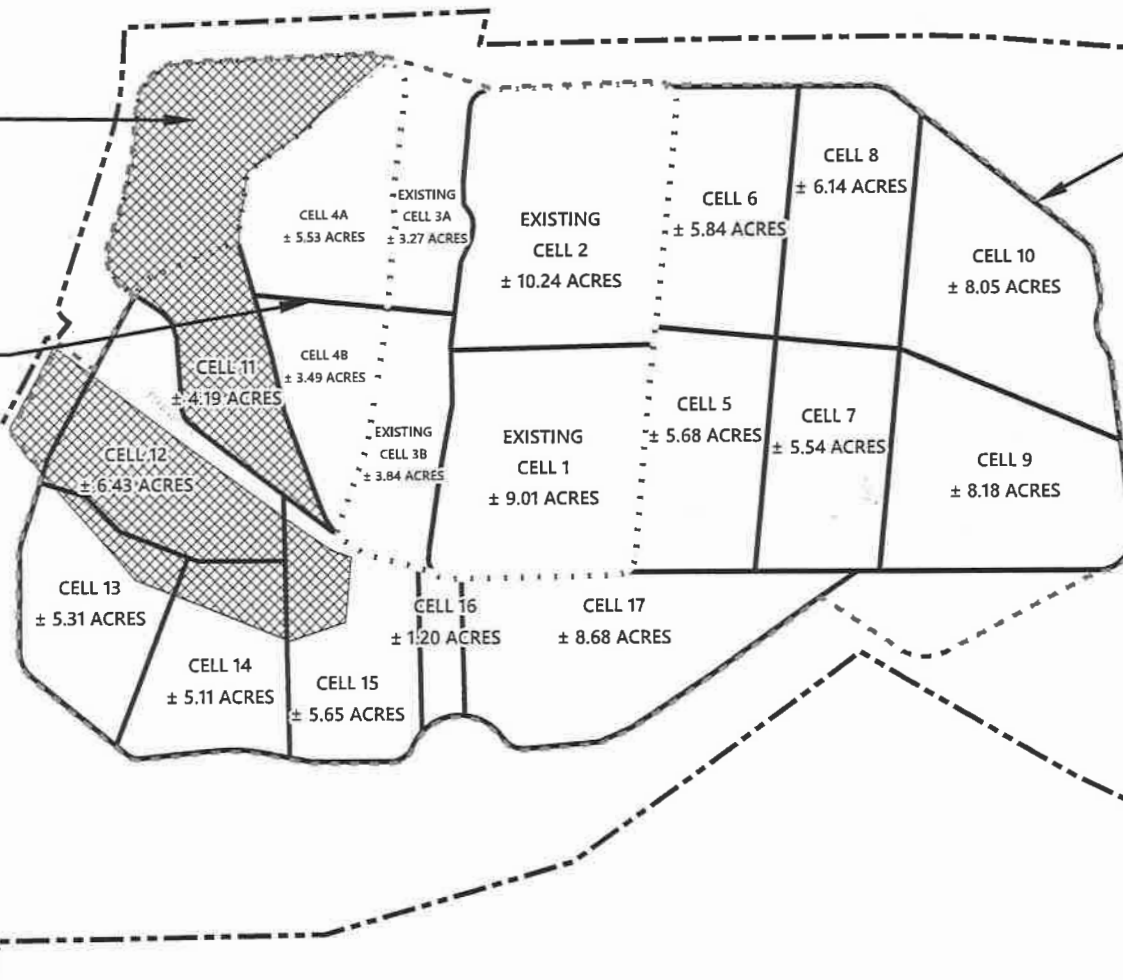 CELL 8
± 6.14 ACRES
EXISTING
CELL 3A
± 3.27 ACRES
CELL 6
± 5.84 ACRES
CELL 4A
± 5.53 ACRES
EXISTING
CELL 2
± 10.24 ACRES
CELL 10
± 8.05 ACRES
CELL 4B
± 3.49 ACRES
CELL 11
± 4.19 ACRES
CELL 5
± 5.68 ACRES
CELL 7
± 5.54 ACRES
EXISTING
CELL 3B
± 3.84 ACRES
EXISTING
CELL 1
± 9.01 ACRES
CELL 12
± 6.43 ACRES
CELL 9
± 8.18 ACRES
CELL 13
± 5.31 ACRES
CELL 16
± 1.20 ACRES
CELL 17
± 8.68 ACRES
CELL 14
± 5.11 ACRES
CELL 15
± 5.65 ACRES